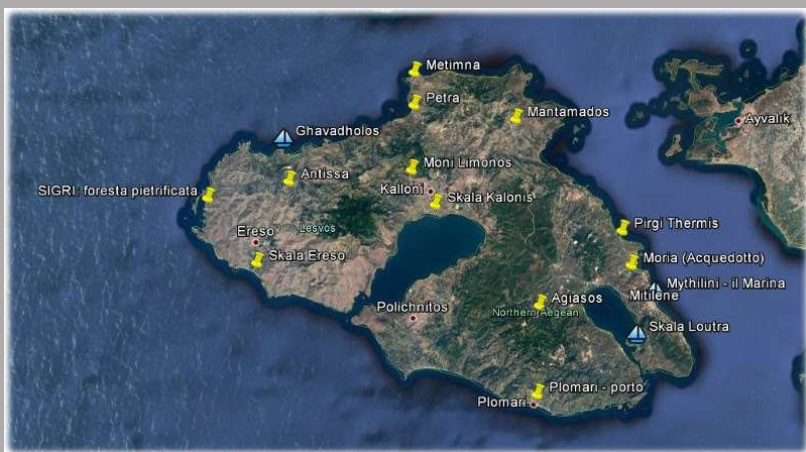 Metimna
Petra
Mantamados
Ayvalik
Ghavadholos
Moni Limonos
Antissa
Kalloni
SIGRI: foresta pietrificata
Skala Kalonis
Pirgi Thermis
Lesvos
Ereso
Skala Ereso
Moria (Acquedotto)
Mythilini - il Marina
Mitilene
Agiasos
Polichnitos
Northern Aegean
Skala Loutra
Plomari - porto
Plomari